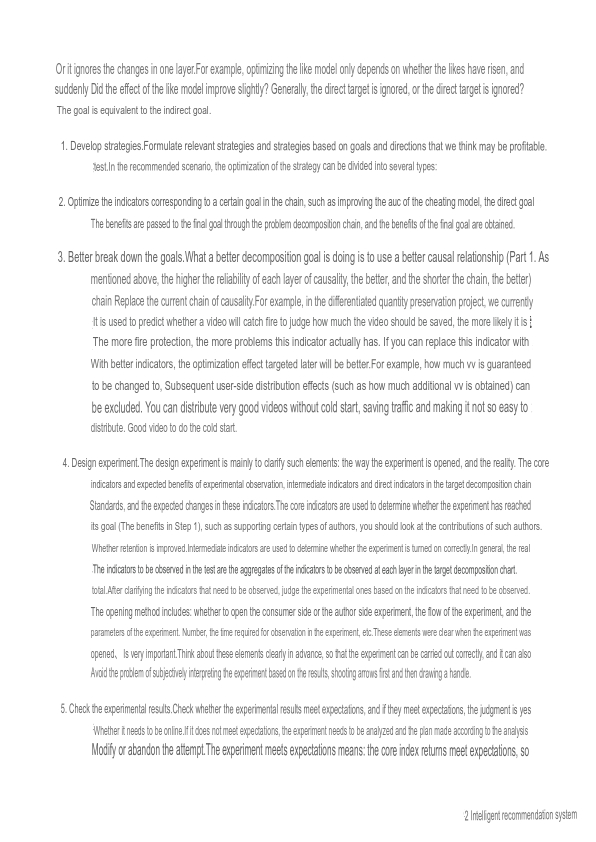 Or it ignores the changes in one layer.For example, optimizing the like model only depends on whether the likes have risen, and
suddenly Did the effect of the like model improve slightly? Generally, the direct target is ignored, or the direct target is ignored?
The goal is equivalent to the indirect goal.
1. Develop strategies.Formulate relevant strategies and strategies based on goals and directions that we think may be profitable.
test.In the recommended scenario, the optimization of the strategy can be divided into several types:
2. Optimize the indicators corresponding to a certain goal in the chain, such as improving the auc of the cheating model, the direct goal
The benefits are passed to the final goal through the problem decomposition chain, and the benefits of the final goal are obtained.
3. Better break down the goals.What a better decomposition goal is doing is to use a better causal relationship (Part 1. As
mentioned above, the higher the reliability of each layer of causality, the better, and the shorter the chain, the better)
chain Replace the current chain of causality.For example, in the differentiated quantity preservation project, we currently
It is used to predict whether a video will catch fire to judge how much the video should be saved, the more likely it is
The more fire protection, the more problems this indicator actually has. If you can replace this indicator with
With better indicators, the optimization effect targeted later will be better.For example, how much vv is guaranteed
to be changed to, Subsequent user-side distribution effects (such as how much additional vv is obtained) can
be excluded. You can distribute very good videos without cold start, saving traffic and making it not so easy to
distribute. Good video to do the cold start.
4. Design experiment.The design experiment is mainly to clarify such elements: the way the experiment is opened, and the reality. The core
indicators and expected benefits of experimental observation, intermediate indicators and direct indicators in the target decomposition chain
Standards, and the expected changes in these indicators.The core indicators are used to determine whether the experiment has reached
its goal (The benefits in Step 1), such as supporting certain types of authors, you should look at the contributions of such authors.
Whether retention is improved.Intermediate indicators are used to determine whether the experiment is turned on correctly.In general, the real
The indicators to be observed in the test are the aggregates of the indicators to be observed at each layer in the target decomposition chart.
total.After clarifying the indicators that need to be observed, judge the experimental ones based on the indicators that need to be observed.
The opening method includes: whether to open the consumer side or the author side experiment, the flow of the experiment, and the
parameters of the experiment. Number, the time required for observation in the experiment, etc.These elements were clear when the experiment was
opened、 Is very important.Think about these elements clearly in advance, so that the experiment can be carried out correctly, and it can also
Avoid the problem of subjectively interpreting the experiment based on the results, shooting arrows first and then drawing a handle.
5. Check the experimental results.Check whether the experimental results meet expectations, and if they meet expectations, the judgment is yes
Whether it needs to be online.If it does not meet expectations, the experiment needs to be analyzed and the plan made according to the analysis
Modify or abandon the attempt.The experiment meets expectations means: the core index returns meet expectations, so
2 Intelligent recommendation system